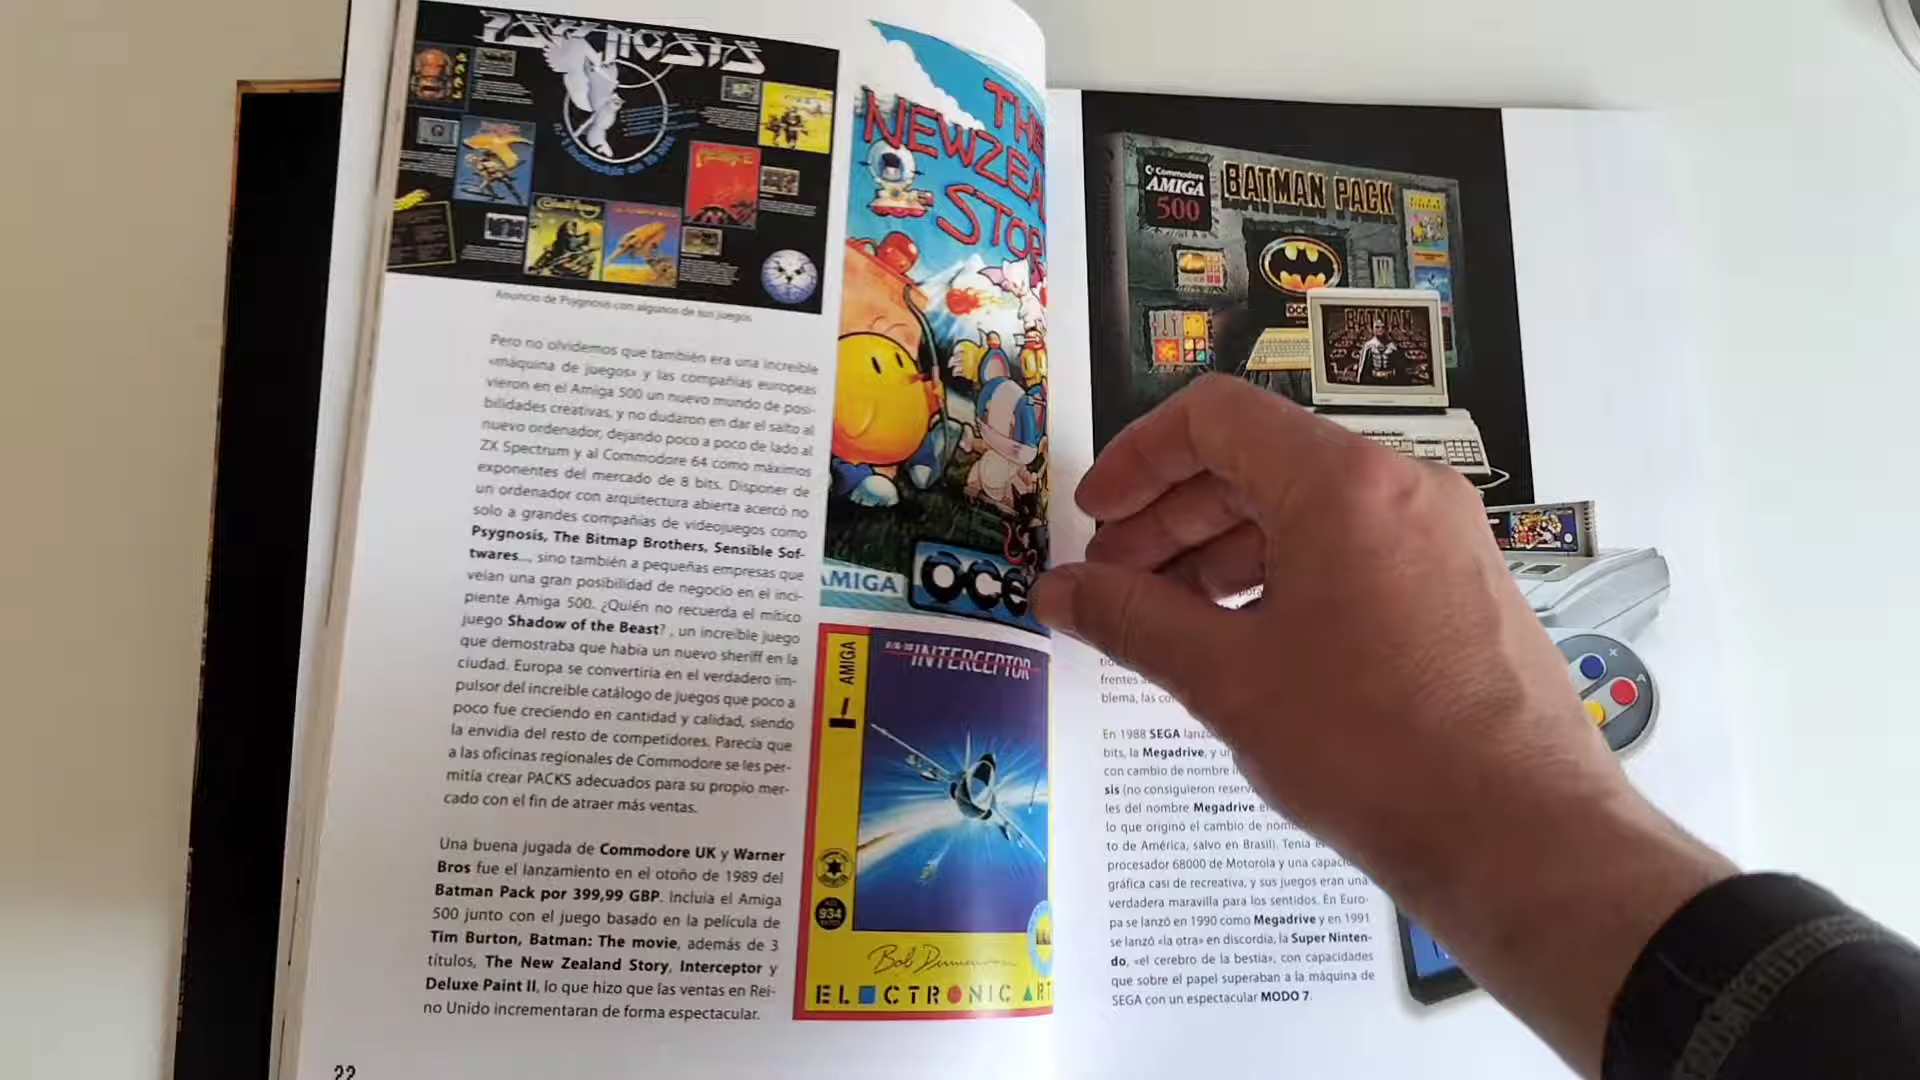 PSYGNOSIS
Anuncio de Psygnosis con algunos de sus juegos
Pero no olvidemos que también era una increíble
«máquina de juegos» y las compañías europeas
vieron en el Amiga 500 un nuevo mundo de posi-
bilidades creativas, y no dudaron en dar el salto al
nuevo ordenador, dejando poco a poco de lado al
ZX Spectrum y al Commodore 64 como máximos
exponentes del mercado de 8 bits. Disponer de
un ordenador con arquitectura abierta acercó no
solo a grandes compañías de videojuegos como
Psygnosis, The Bitmap Brothers, Sensible Sof-
twares..., sino también a pequeñas empresas que
veían una gran posibilidad de negocio en el inci-
piente Amiga 500. ¿Quién no recuerda el mítico
juego Shadow of the Beast? , un increíble juego
que demostraba que había un nuevo sheriff en la
ciudad. Europa se convertiría en el verdadero im-
pulsor del increíble catálogo de juegos que poco a
poco fue creciendo en cantidad y calidad, siendo
la envidia del resto de competidores. Parecía que
a las oficinas regionales de Commodore se les per-
mitía crear PACKS adecuados para su propio mer-
cado con el fin de atraer más ventas.
Una buena jugada de Commodore UK y Warner
Bros fue el lanzamiento en el otoño de 1989 del
Batman Pack por 399,99 GBP. Incluía el Amiga
500 junto con el juego basado en la película de
Tim Burton, Batman: The movie, además de 3
títulos, The New Zealand Story, Interceptor y
Deluxe Paint II, lo que hizo que las ventas en Rei-
no Unido incrementaran de forma espectacular.
22
THE
NEWZEA
STOR
AMIGA
oce
AMIGA
INTERCEPTOR
934
ELECTRONIC ART
Commodore
AMIGA
500
BATMAN PACK
oce
BATMAN
X
A
frentes
blema, las co
En 1988 SEGA lanzó
bits, la Megadrive, y
con cambio de nombre
sis (no consiguieron
les del nombre Megadrive
lo que originó el cambio de
to de América, salvo en Brasil). Tenía
procesador 68000 de Motorola y una
gráfica casi de recreativa, y sus juegos eran una
verdadera maravilla para los sentidos. En Euro-
pa se lanzó en 1990 como Megadrive y en 1991
se lanzó «la otra» en discordia, la Super Ninten-
do, «el cerebro de la bestia», con capacidades
que sobre el papel superaban a la máquina de
SEGA con un espectacular MODO 7.